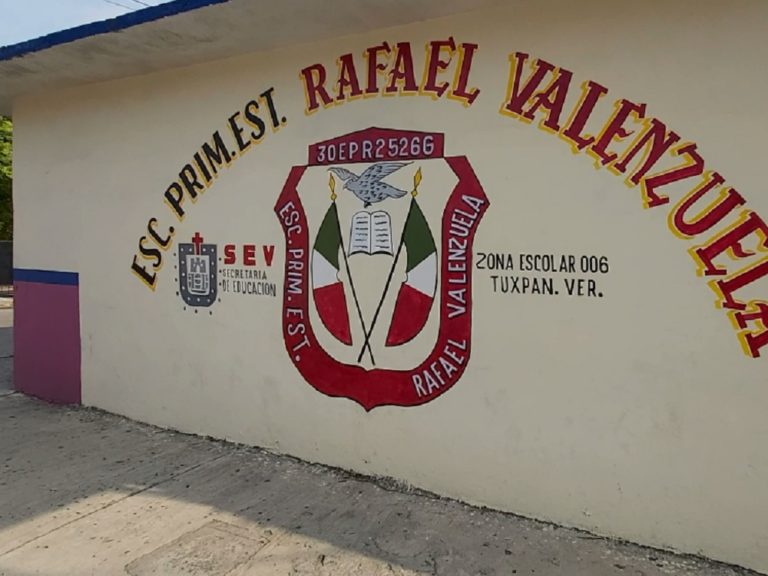 ESC. PRIM. EST. RAFAEL VALENZUELA
30EPR2526G
ESC. PRIM. EST. RAFAEL VALENZUELA
SEV
SECRETARIA
DE EDUCACION
ZONA ESCOLAR 006
TUXPAN. VER.